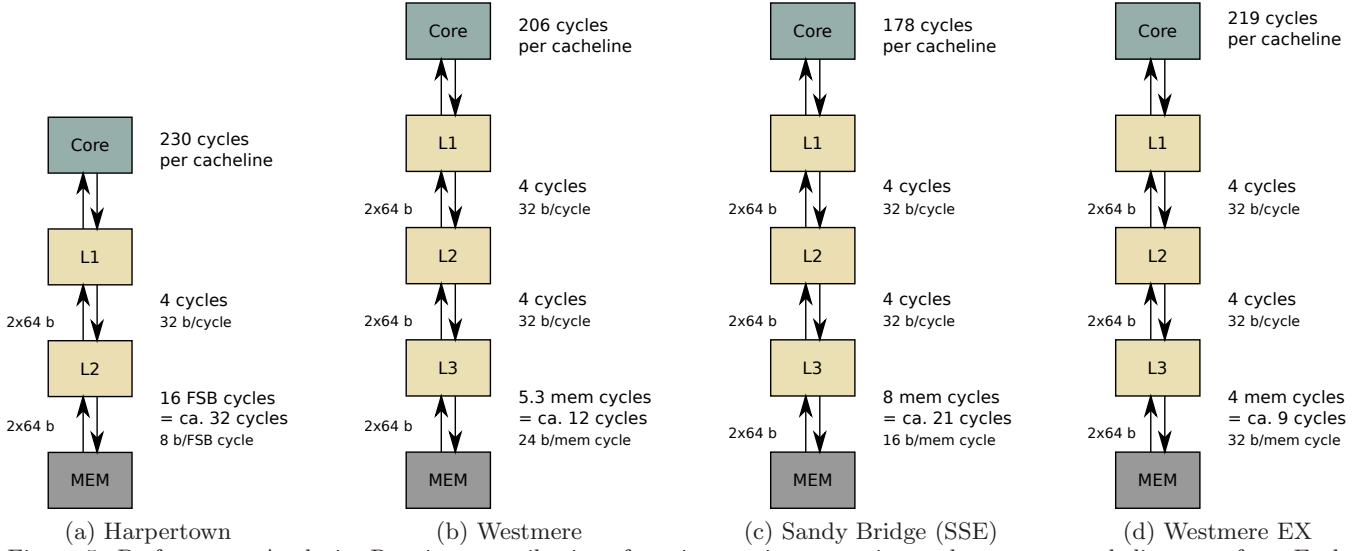 Core
230 cycles
per cacheline
L1
4 cycles
2x64 b
32 b/cycle
L2
16 FSB cycles
= ca. 32 cycles
2x64 b
8 b/FSB cycle
MEM
(a) Harpertown
Core
206 cycles
per cacheline
L1
4 cycles
2x64 b
32 b/cycle
L2
4 cycles
2x64 b
32 b/cycle
L3
5.3 mem cycles
= ca. 12 cycles
2x64 b
24 b/mem cycle
MEM
(b) Westmere
Core
178 cycles
per cacheline
L1
4 cycles
2x64 b
32 b/cycle
L2
4 cycles
2x64 b
32 b/cycle
L3
8 mem cycles
= ca. 21 cycles
2x64 b
16 b/mem cycle
MEM
(c) Sandy Bridge (SSE)
Core
219 cycles
per cacheline
L1
4 cycles
2x64 b
32 b/cycle
L2
4 cycles
2x64 b
32 b/cycle
L3
4 mem cycles
= ca. 9 cycles
2x64 b
32 b/mem cycle
MEM
(d) Westmere EX